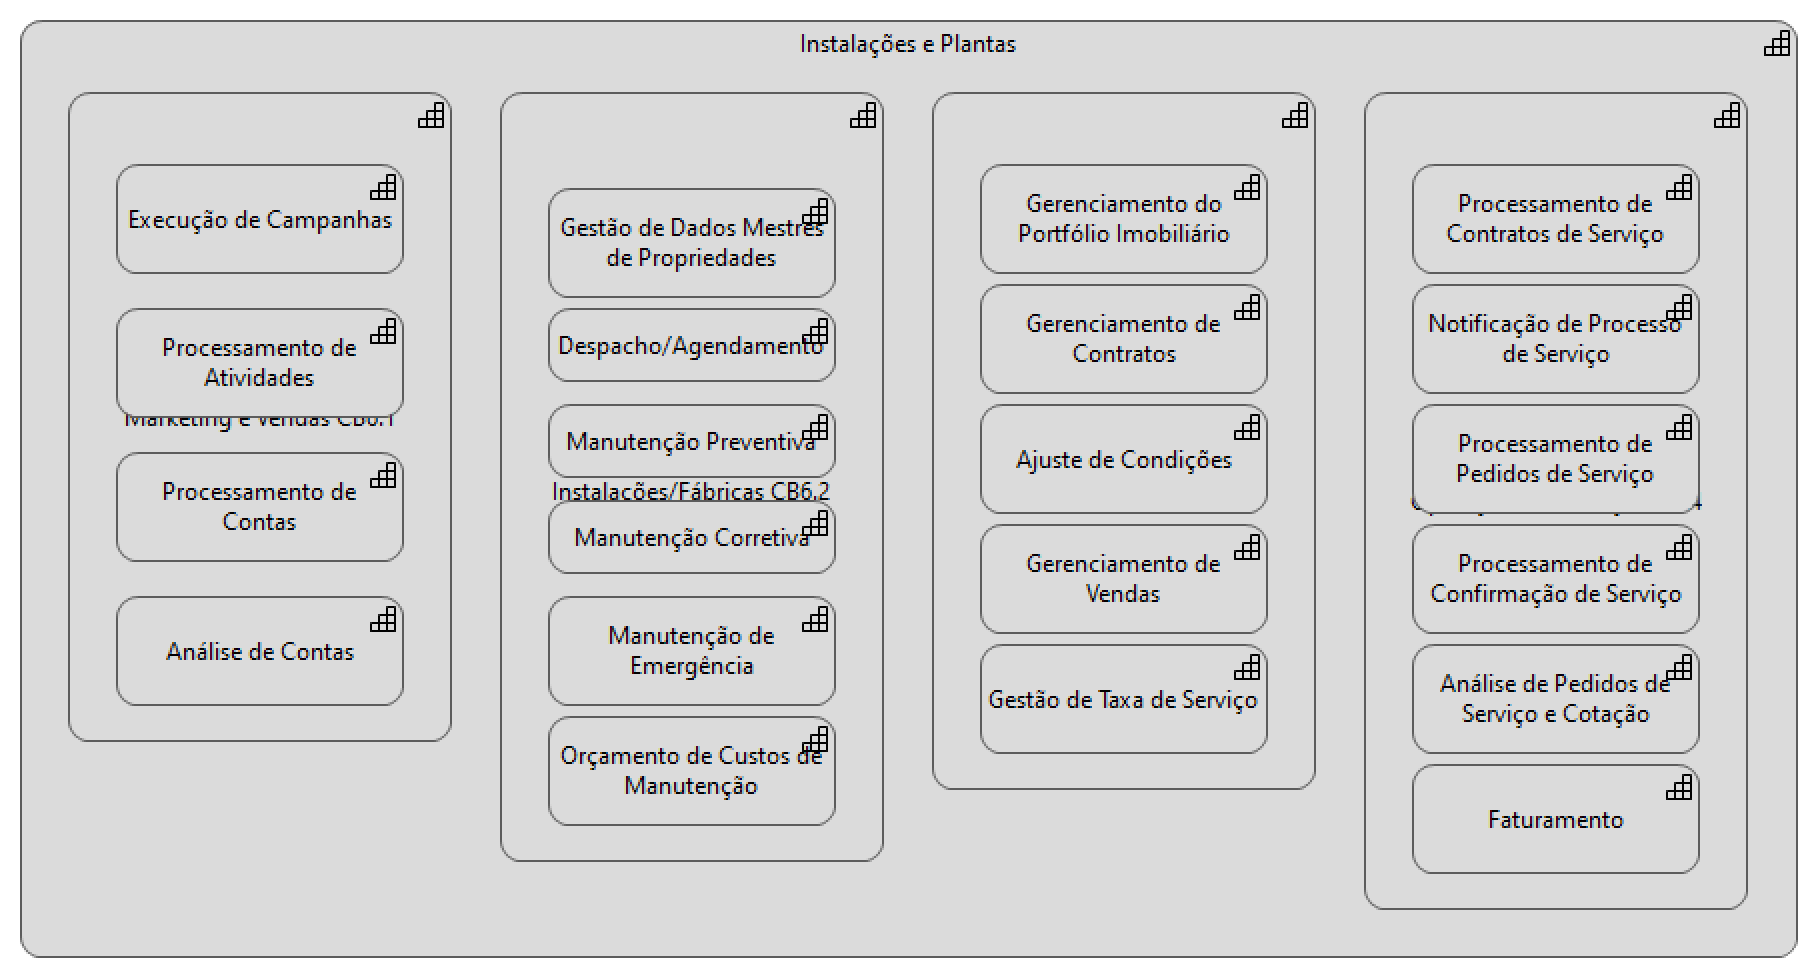 Instalações e Plantas
Execução de Campanhas
Processamento de
Atividades
Marketing e Vendas CB6.1
Processamento de
Contas
Análise de Contas
Gestão de Dados Mestres
de Propriedades
Despacho/Agendamento
Manutenção Preventiva
Instalações/Fábricas CB6.2
Manutenção Corretiva
Manutenção de
Emergência
Orçamento de Custos de
Manutenção
Gerenciamento do
Portfólio Imobiliário
Gerenciamento de
Contratos
Ajuste de Condições
Gerenciamento de
Vendas
Gestão de Taxa de Serviço
Processamento de
Contratos de Serviço
Notificação de Processo
de Serviço
Processamento de
Pedidos de Serviço
Processamento de
Confirmação de Serviço
Análise de Pedidos de
Serviço e Cotação
Faturamento